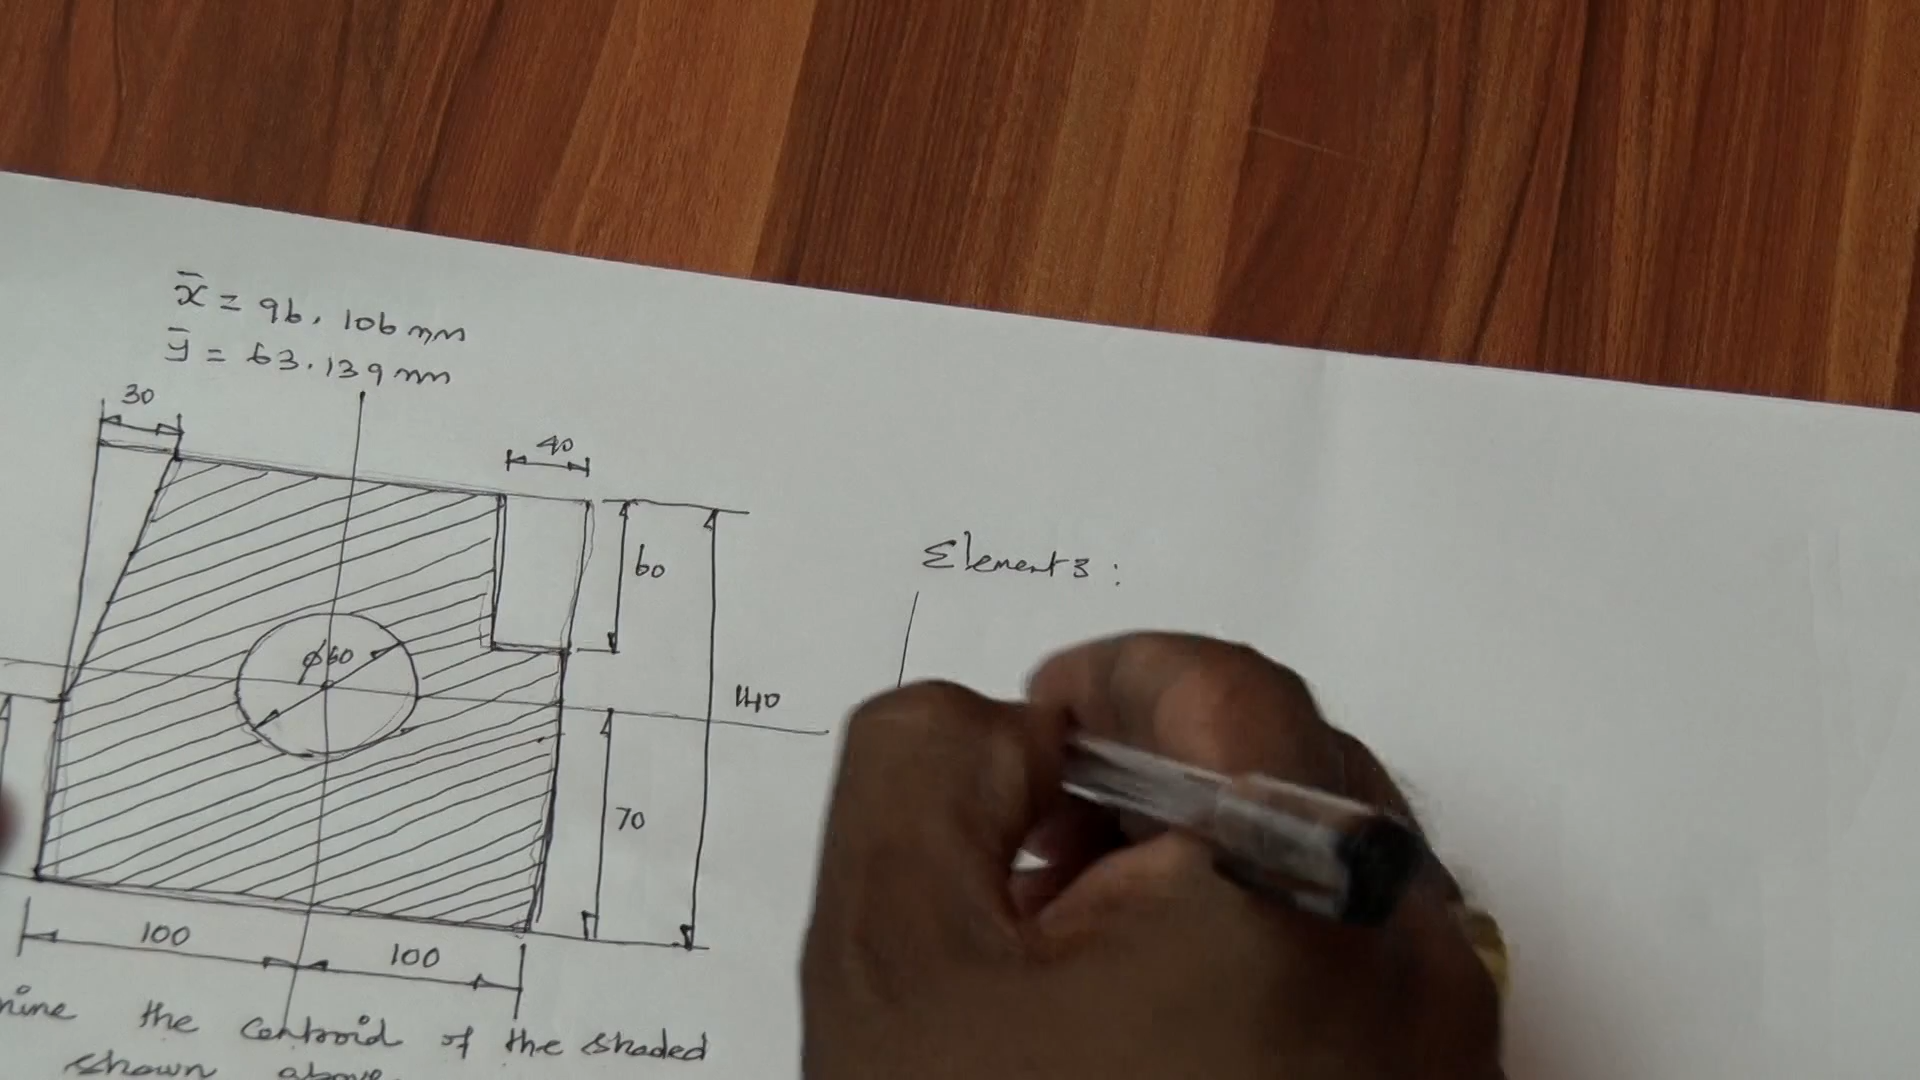 x̄ = 96.106 mm
ȳ = 63.139 mm
30
40
60
Element 3 :
ϕ60
140
70
100
100
the centroid of the shaded
shown above.